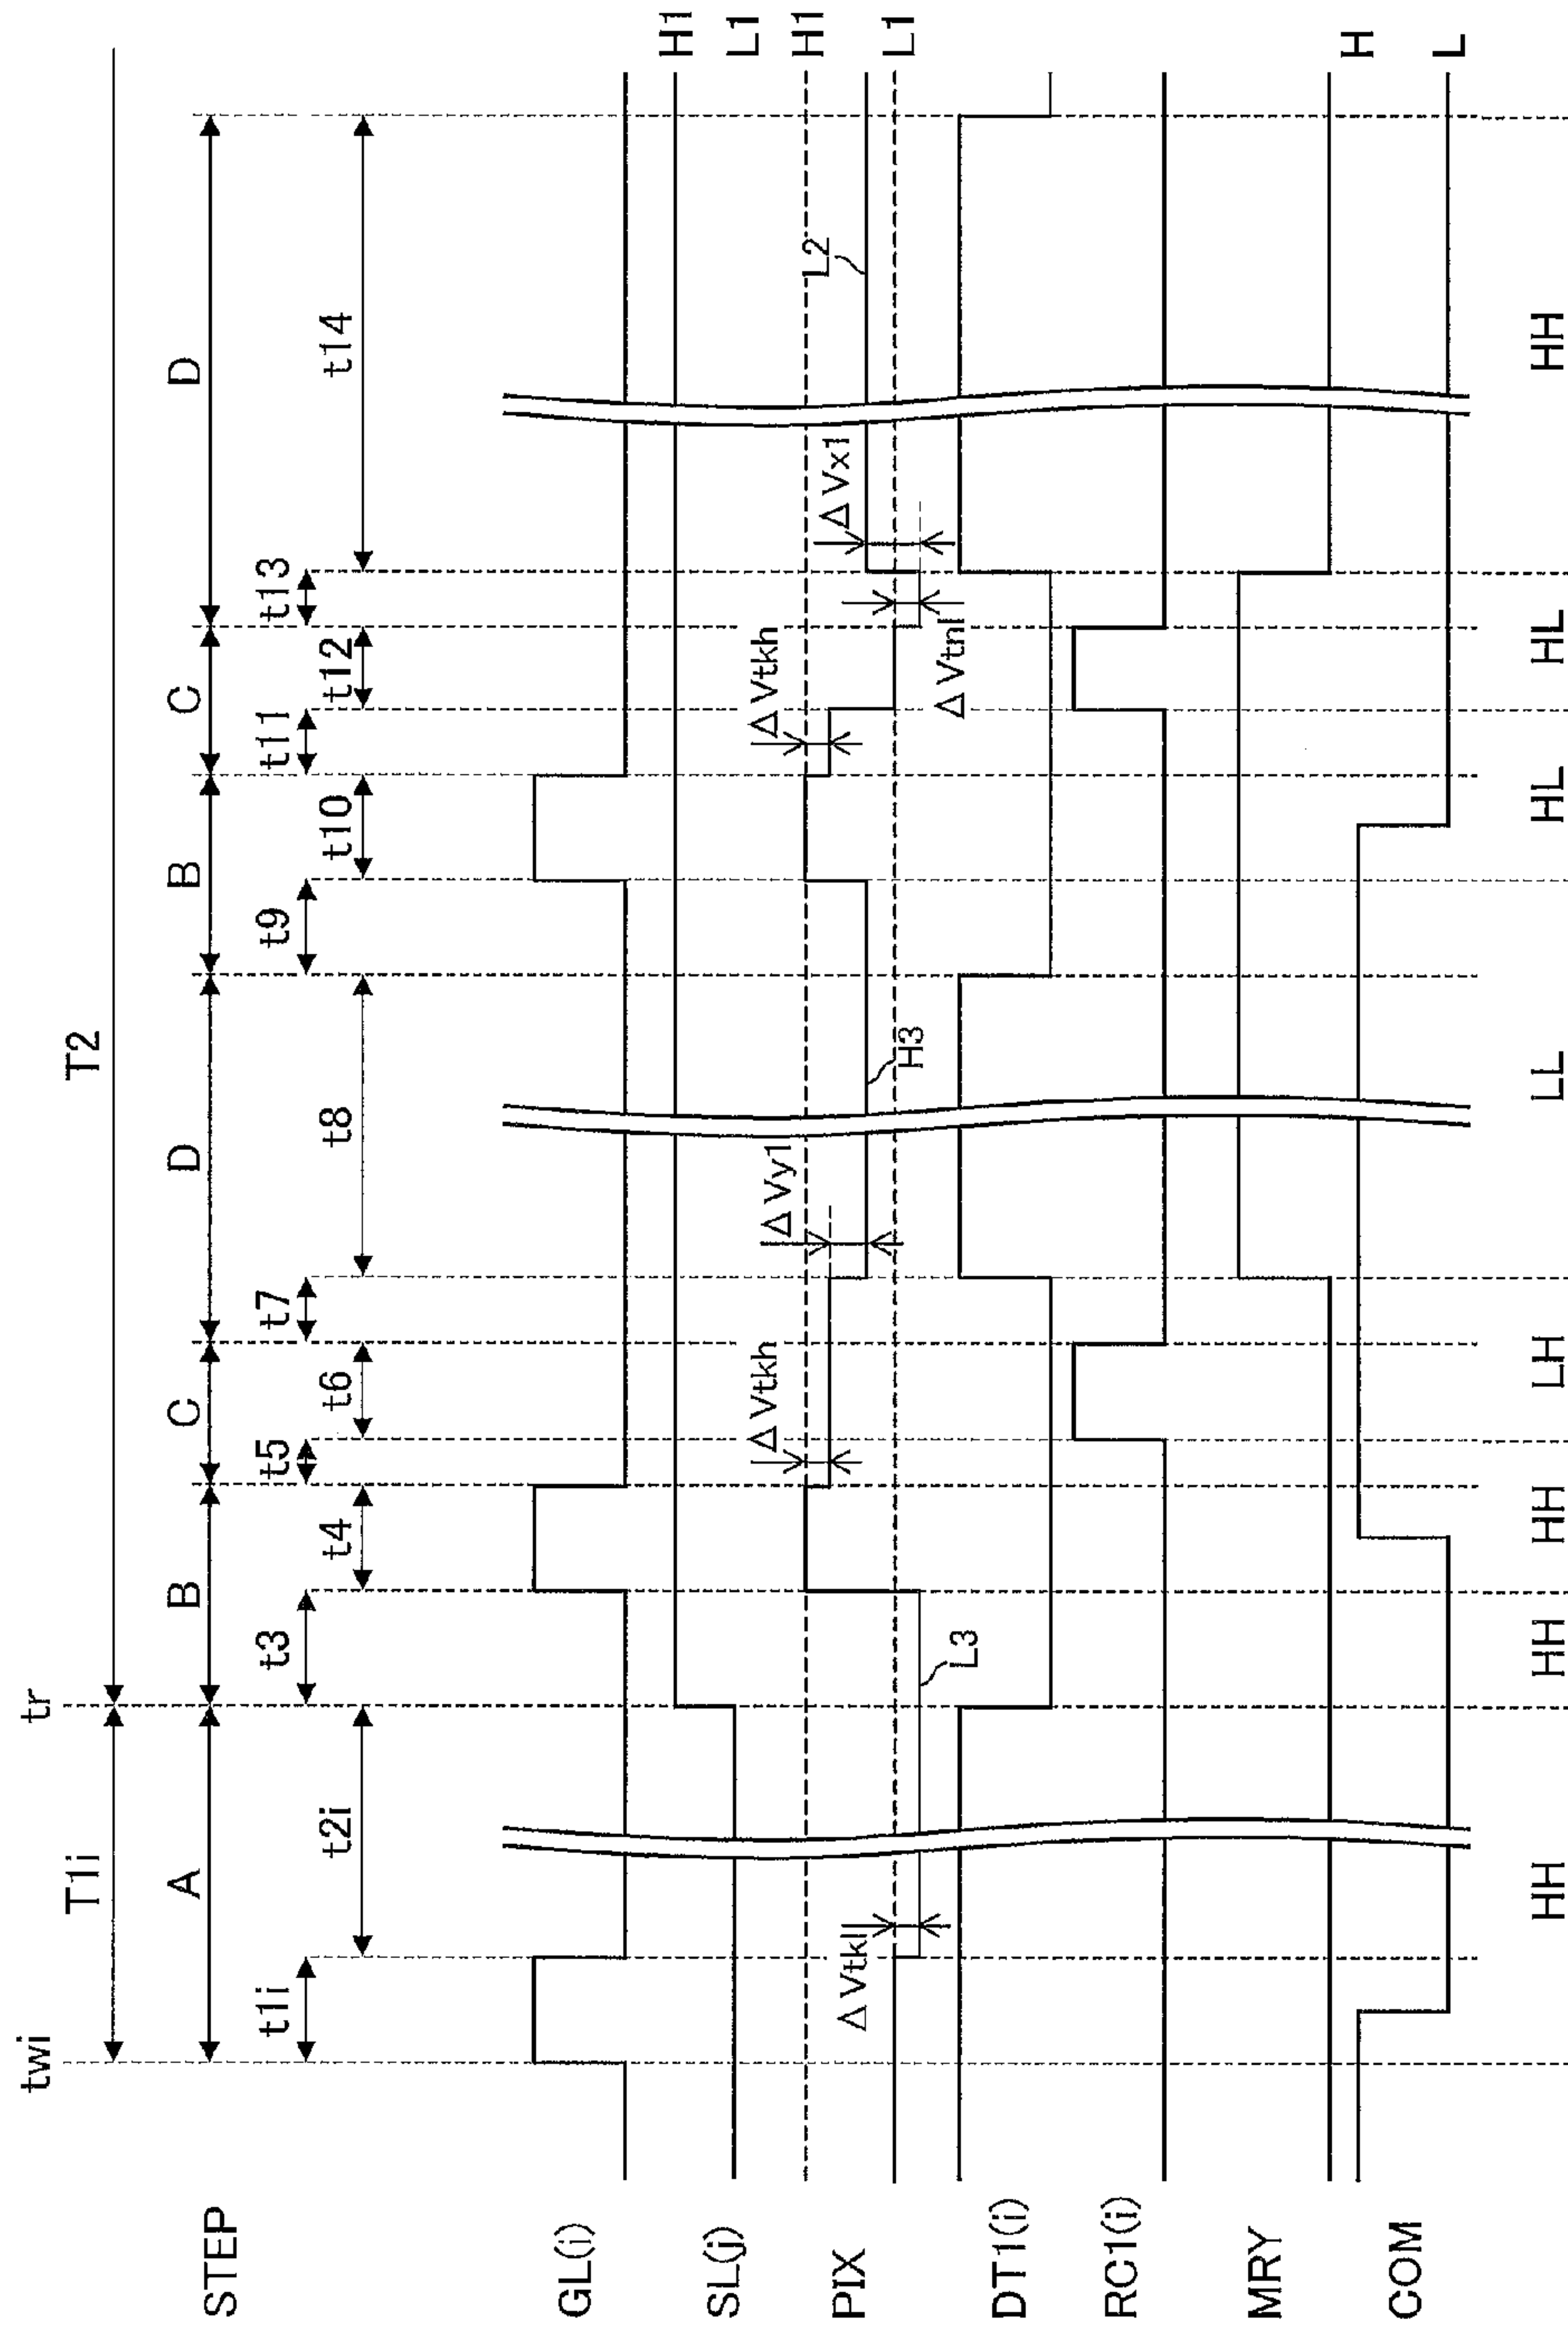 twi tr
T1i T2
STEP A B C D B C D
t1i t3 t5 t7 t9 t11 t13
t2i t4 t6 t8 t10 t12 t14
GL(i)
SL(j) H1
L1
PIX ΔVtkl L3 ΔVtkh ΔVy1 H3 ΔVtkh ΔVtnl ΔVx1 L2 H1
L1
DT1(i)
RC1(i)
MRY
COM H
L
HH HH HH LH LL HL HL HH